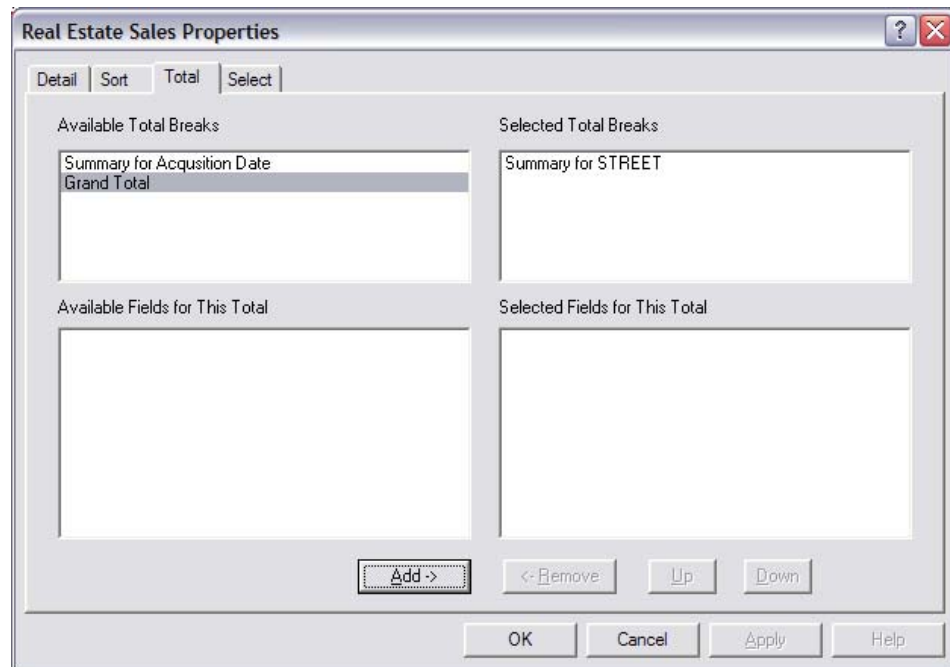 Real Estate Sales Properties
?
X
Detail Sort Total Select
Available Total Breaks
Selected Total Breaks
Summary for Acqusition Date
Grand Total
Summary for STREET
Available Fields for This Total
Selected Fields for This Total
Add -> <- Remove Up Down
OK Cancel Apply Help